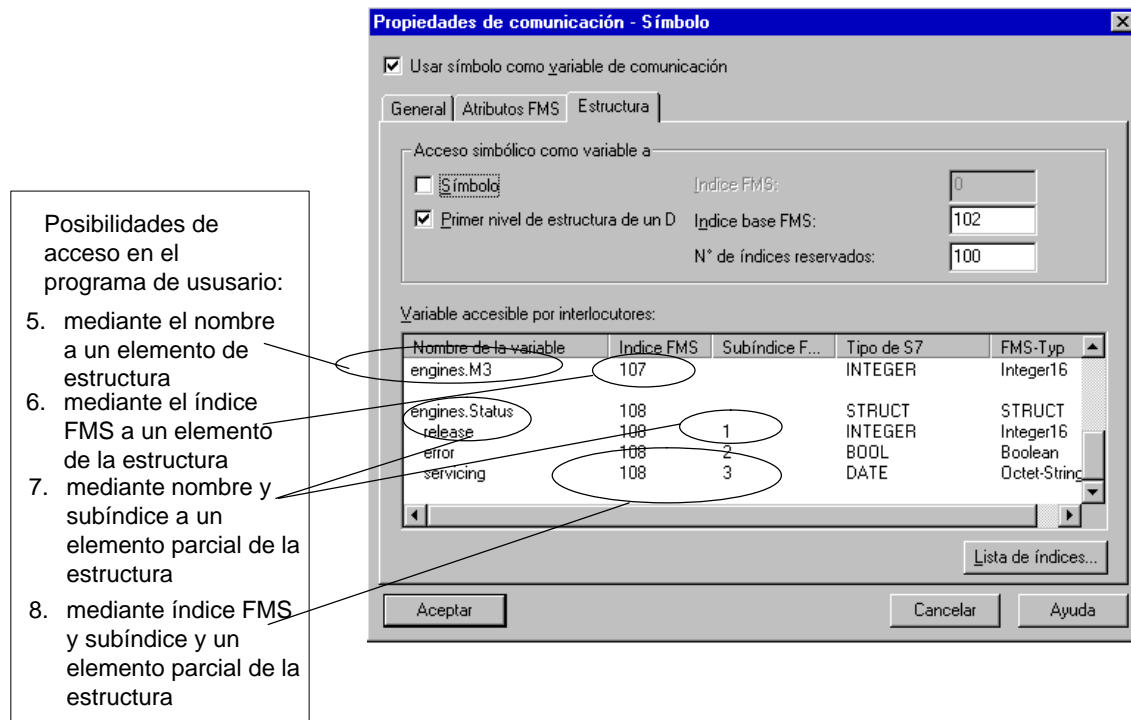 Propiedades de comunicación - Símbolo
Usar símbolo como variable de comunicación
General
Atributos FMS
Estructura
Acceso simbólico como variable a
Símbolo
Indice FMS:
0
Primer nivel de estructura de un D
Indice base FMS:
102
N° de índices reservados:
100
Variable accesible por interlocutores:
Nombre de la variable Indice FMS Subíndice F... Tipo de S7 FMS-Typ
engines.M3 107 INTEGER Integer16
engines.Status 108 STRUCT STRUCT
release 108 1 INTEGER Integer16
error 108 2 BOOL Boolean
servicing 108 3 DATE Octet-String
Lista de índices...
Aceptar
Cancelar
Ayuda
Posibilidades de
acceso en el
programa de ususario:
5. mediante el nombre
a un elemento de
estructura
6. mediante el índice
FMS a un elemento
de la estructura
7. mediante nombre y
subíndice a un
elemento parcial de la
estructura
8. mediante índice FMS
y subíndice y un
elemento parcial de la
estructura